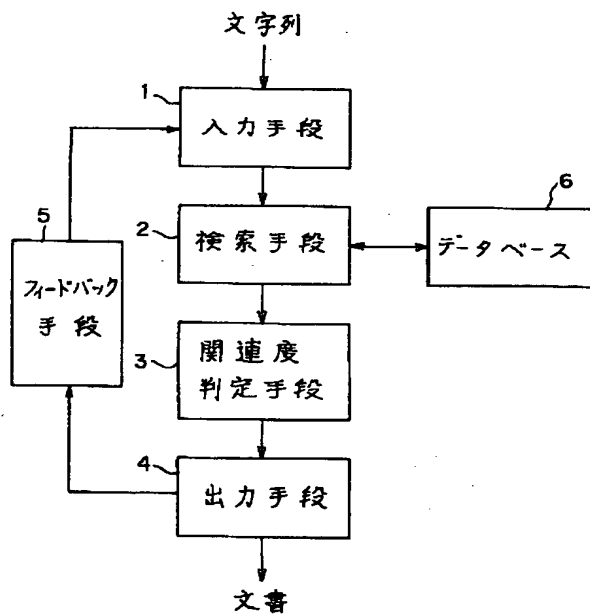 文字列
1
入力手段
2
検索手段
6
データベース
5
フィードバック
手段
3
関連度
判定手段
4
出力手段
文書